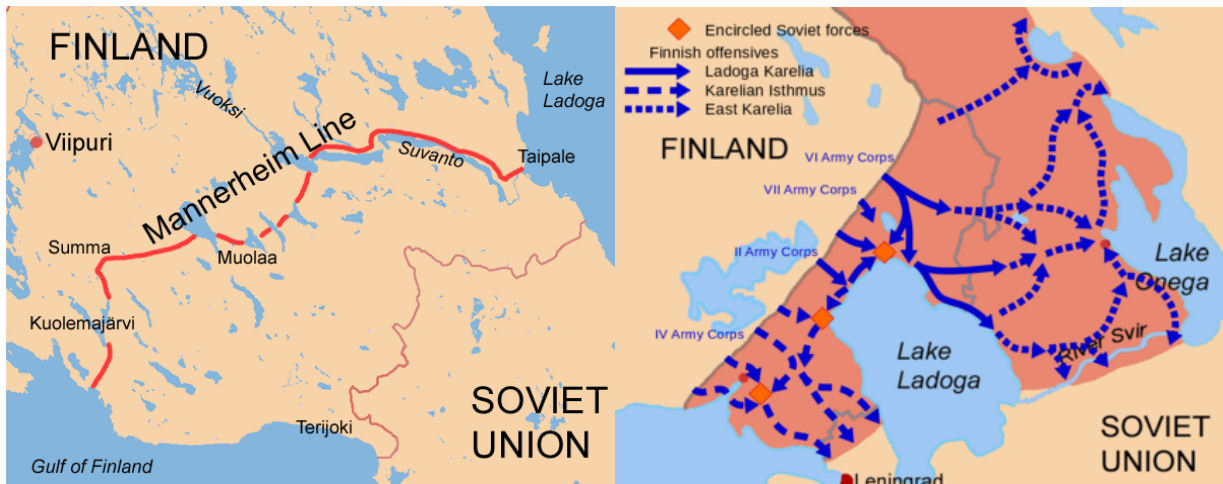 FINLAND
Vuoksi
Lake
Ladoga
Viipuri
Mannerheim Line
Suvanto
Taipale
Summa
Muolaa
Kuolemajärvi
SOVIET
UNION
Terijoki
Gulf of Finland
Encircled Soviet forces
Finnish offensives
Ladoga Karelia
Karelian Isthmus
East Karelia
FINLAND
VI Army Corps
VII Army Corps
II Army Corps
Lake
Onega
IV Army Corps
River Svir
Lake
Ladoga
SOVIET
UNION
Leningrad